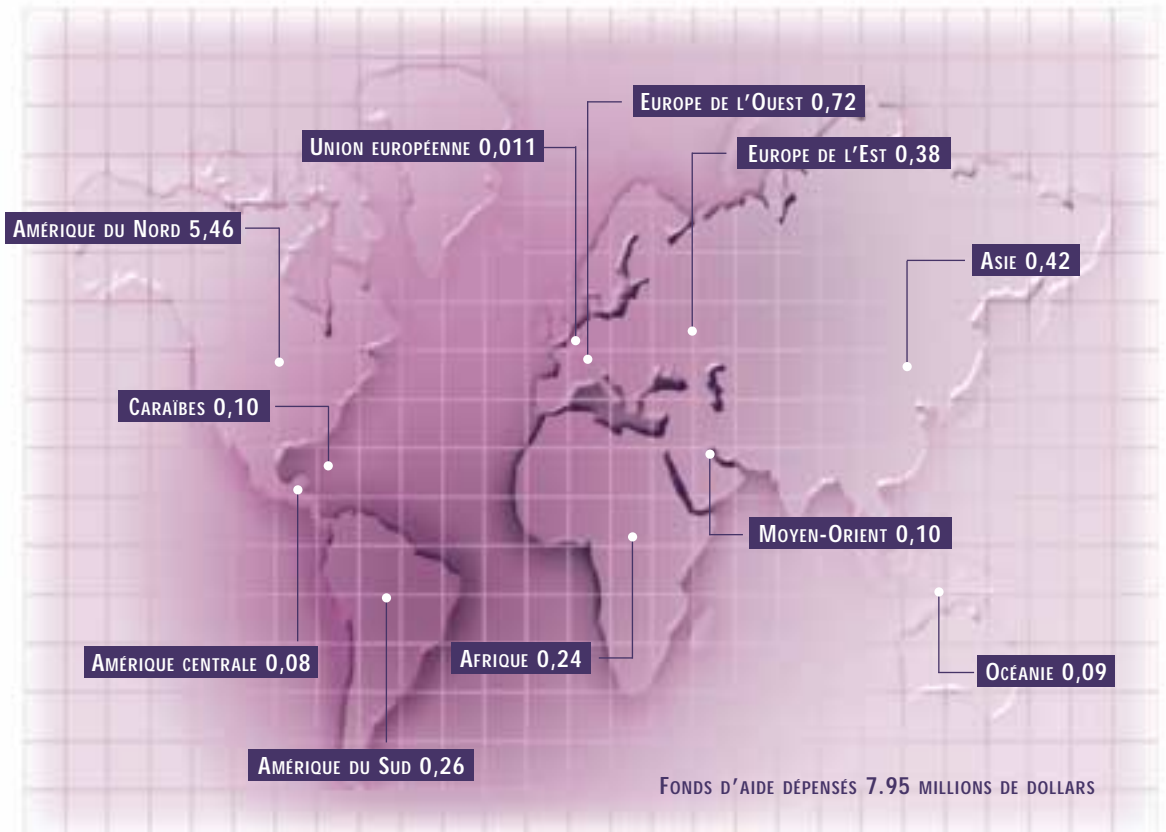 Europe de l'Ouest 0,72
Union européenne 0,011
Europe de l'Est 0,38
Amérique du Nord 5,46
Asie 0,42
Caraïbes 0,10
Moyen-Orient 0,10
Amérique centrale 0,08
Afrique 0,24
Océanie 0,09
Amérique du Sud 0,26
Fonds d'aide dépensés 7.95 millions de dollars